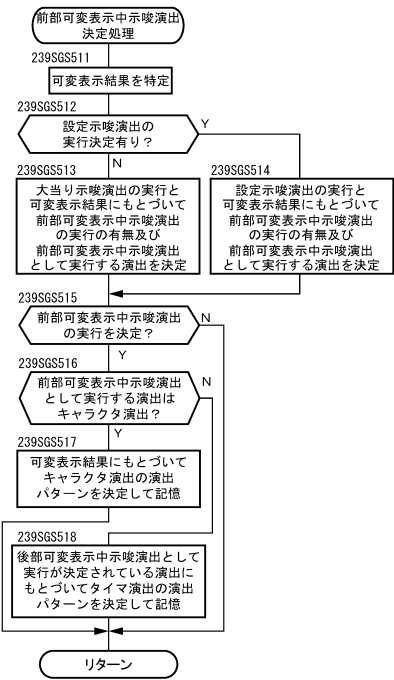 前部可変表示中示唆演出
決定処理
239SGS511
可変表示結果を特定
239SGS512
設定示唆演出の
実行決定有り？
Y
N
239SGS513
大当り示唆演出の実行と
可変表示結果にもとづいて
前部可変表示中示唆演出
の実行の有無及び
前部可変表示中示唆演出
として実行する演出を決定
239SGS514
設定示唆演出の実行と
可変表示結果にもとづいて
前部可変表示中示唆演出
の実行の有無及び
前部可変表示中示唆演出
として実行する演出を決定
239SGS515
前部可変表示中示唆演出
の実行を決定？
N
Y
239SGS516
前部可変表示中示唆演出
として実行する演出は
キャラクタ演出？
N
Y
239SGS517
可変表示結果にもとづいて
キャラクタ演出の演出
パターンを決定して記憶
239SGS518
後部可変表示中示唆演出として
実行が決定されている演出に
もとづいてタイマ演出の演出
パターンを決定して記憶
リターン